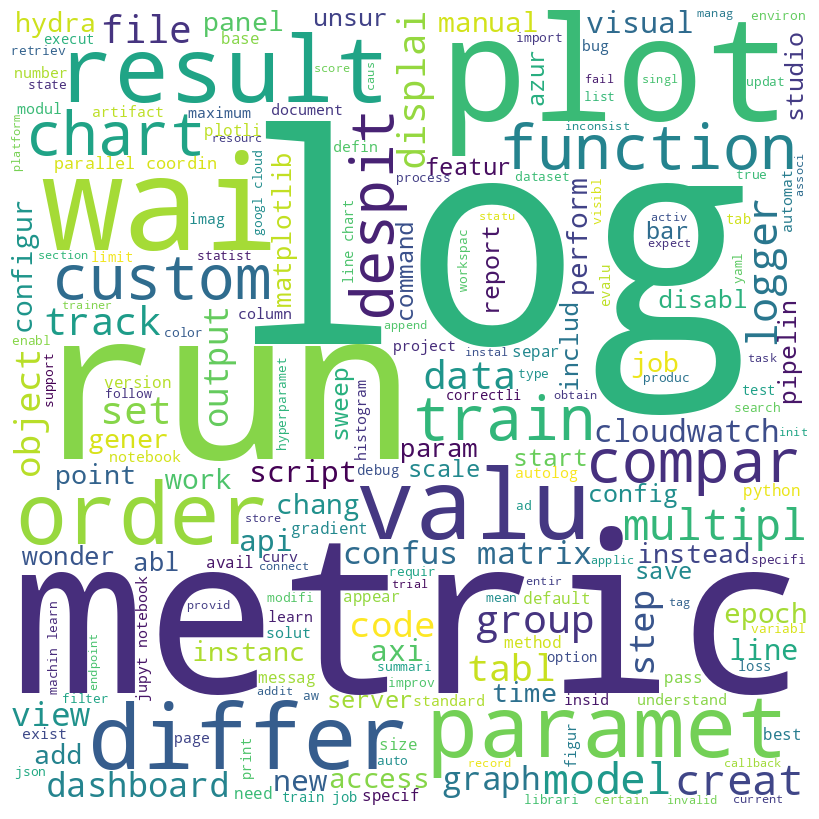 hydra
file
panel
unsur
manual
visual
manag
environ
retriev
execut
base
import
bug
result
plot
azur
studio
number
state
score
caus
displai
fail
singl
updat
modul
artifact
maximum
document
list
platform
chart
plotli
resourc
defin
inconsist
function
parallel coordin
googl cloud
featur
despit
process
dataset
true
automat
associ
wai
log
matplotlib
imag
line chart
command
statu
workspac
report
perform
visibl
activ
bar
expect
tab
configur
section
limit
statist
logger
custom
evalu
yaml
trainer
column
disabl
track
color
append
project
instal
separ
includ
pipelin
enabl
run
output
job
task
produc
object
support
version
follow
hyperparamet
sweep
histogram
data
type
correctli
obtain
test
set
train
search
gener
notebook
param
cloudwatch
init
point
work
script
debug
scale
start
autolog
compar
order
store
chang
valu
ad
config
python
api
gradient
multipl
wonder
abl
avail
curv
connect
confus matrix
applic
instead
specifi
metric
machin learn
jupyt notebook
provid
modifi
requir
trial
entir
save
learn
appear
mean
default
tag
step
epoch
solut
code
group
method
variabl
instanc
axi
option
line
endpoint
messag
summari
tabl
loss
filter
addit
aw
improv
pass
view
server
standard
time
insid
understand
exist
differ
paramet
add
page
size
figur
best
json
print
auto
record
callback
dashboard
new
access
graph
model
creat
need
train job
specif
librari
certain
invalid
current